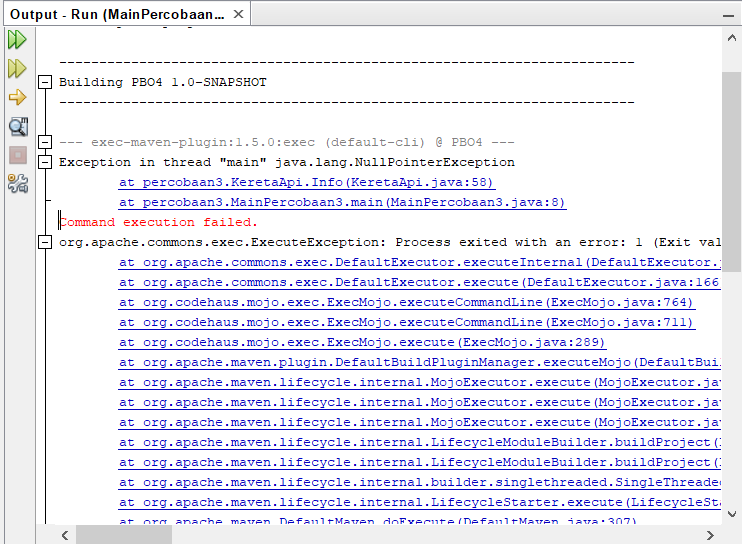 Output - Run (MainPercobaan...
------------------------------------------------------------------------
Building PBO4 1.0-SNAPSHOT
------------------------------------------------------------------------
--- exec-maven-plugin:1.5.0:exec (default-cli) @ PBO4 ---
Exception in thread "main" java.lang.NullPointerException
at percobaan3.KeretaApi.Info(KeretaApi.java:58)
at percobaan3.MainPercobaan3.main(MainPercobaan3.java:8)
Command execution failed.
org.apache.commons.exec.ExecuteException: Process exited with an error: 1 (Exit val
at org.apache.commons.exec.DefaultExecutor.executeInternal(DefaultExecutor.j
at org.apache.commons.exec.DefaultExecutor.execute(DefaultExecutor.java:166
at org.codehaus.mojo.exec.ExecMojo.executeCommandLine(ExecMojo.java:764)
at org.codehaus.mojo.exec.ExecMojo.executeCommandLine(ExecMojo.java:711)
at org.codehaus.mojo.exec.ExecMojo.execute(ExecMojo.java:289)
at org.apache.maven.plugin.DefaultBuildPluginManager.executeMojo(DefaultBuil
at org.apache.maven.lifecycle.internal.MojoExecutor.execute(MojoExecutor.jav
at org.apache.maven.lifecycle.internal.MojoExecutor.execute(MojoExecutor.jav
at org.apache.maven.lifecycle.internal.MojoExecutor.execute(MojoExecutor.jav
at org.apache.maven.lifecycle.internal.LifecycleModuleBuilder.buildProject(
at org.apache.maven.lifecycle.internal.LifecycleModuleBuilder.buildProject(
at org.apache.maven.lifecycle.internal.builder.singlethreaded.SingleThreaded
at org.apache.maven.lifecycle.internal.LifecycleStarter.execute(LifecycleSta
at org.apache.maven.DefaultMaven.doExecute(DefaultMaven.java:307)